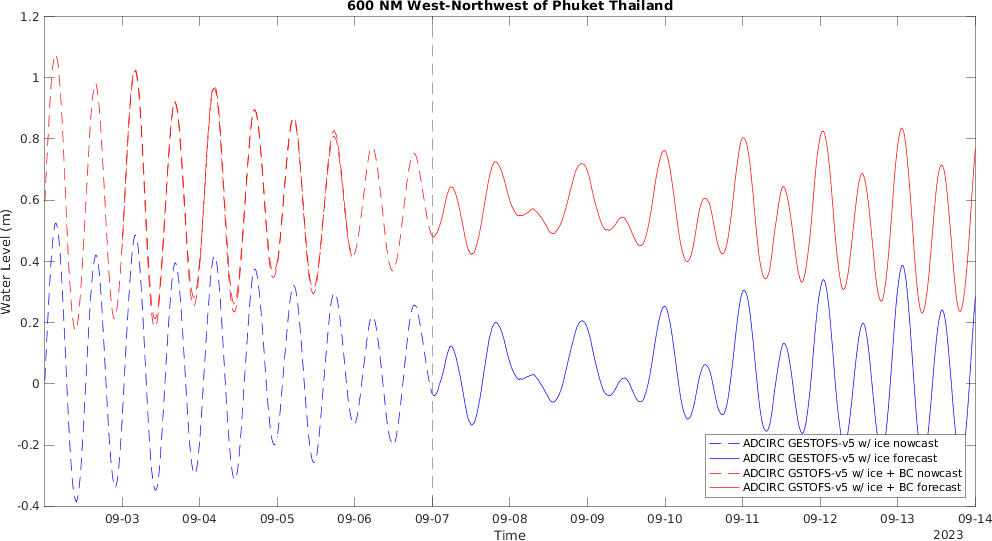 600 NM West-Northwest of Phuket Thailand
1.2
1
0.8
0.6
0.4
0.2
0
-0.2
-0.4
Water Level (m)
ADCIRC GESTOFS-v5 w/ ice nowcast
ADCIRC GESTOFS-v5 w/ ice forecast
ADCIRC GSTOFS-v5 w/ ice + BC nowcast
ADCIRC GSTOFS-v5 w/ ice + BC forecast
09-03 09-04 09-05 09-06 09-07 09-08 09-09 09-10 09-11 09-12 09-13 09-14
Time
2023